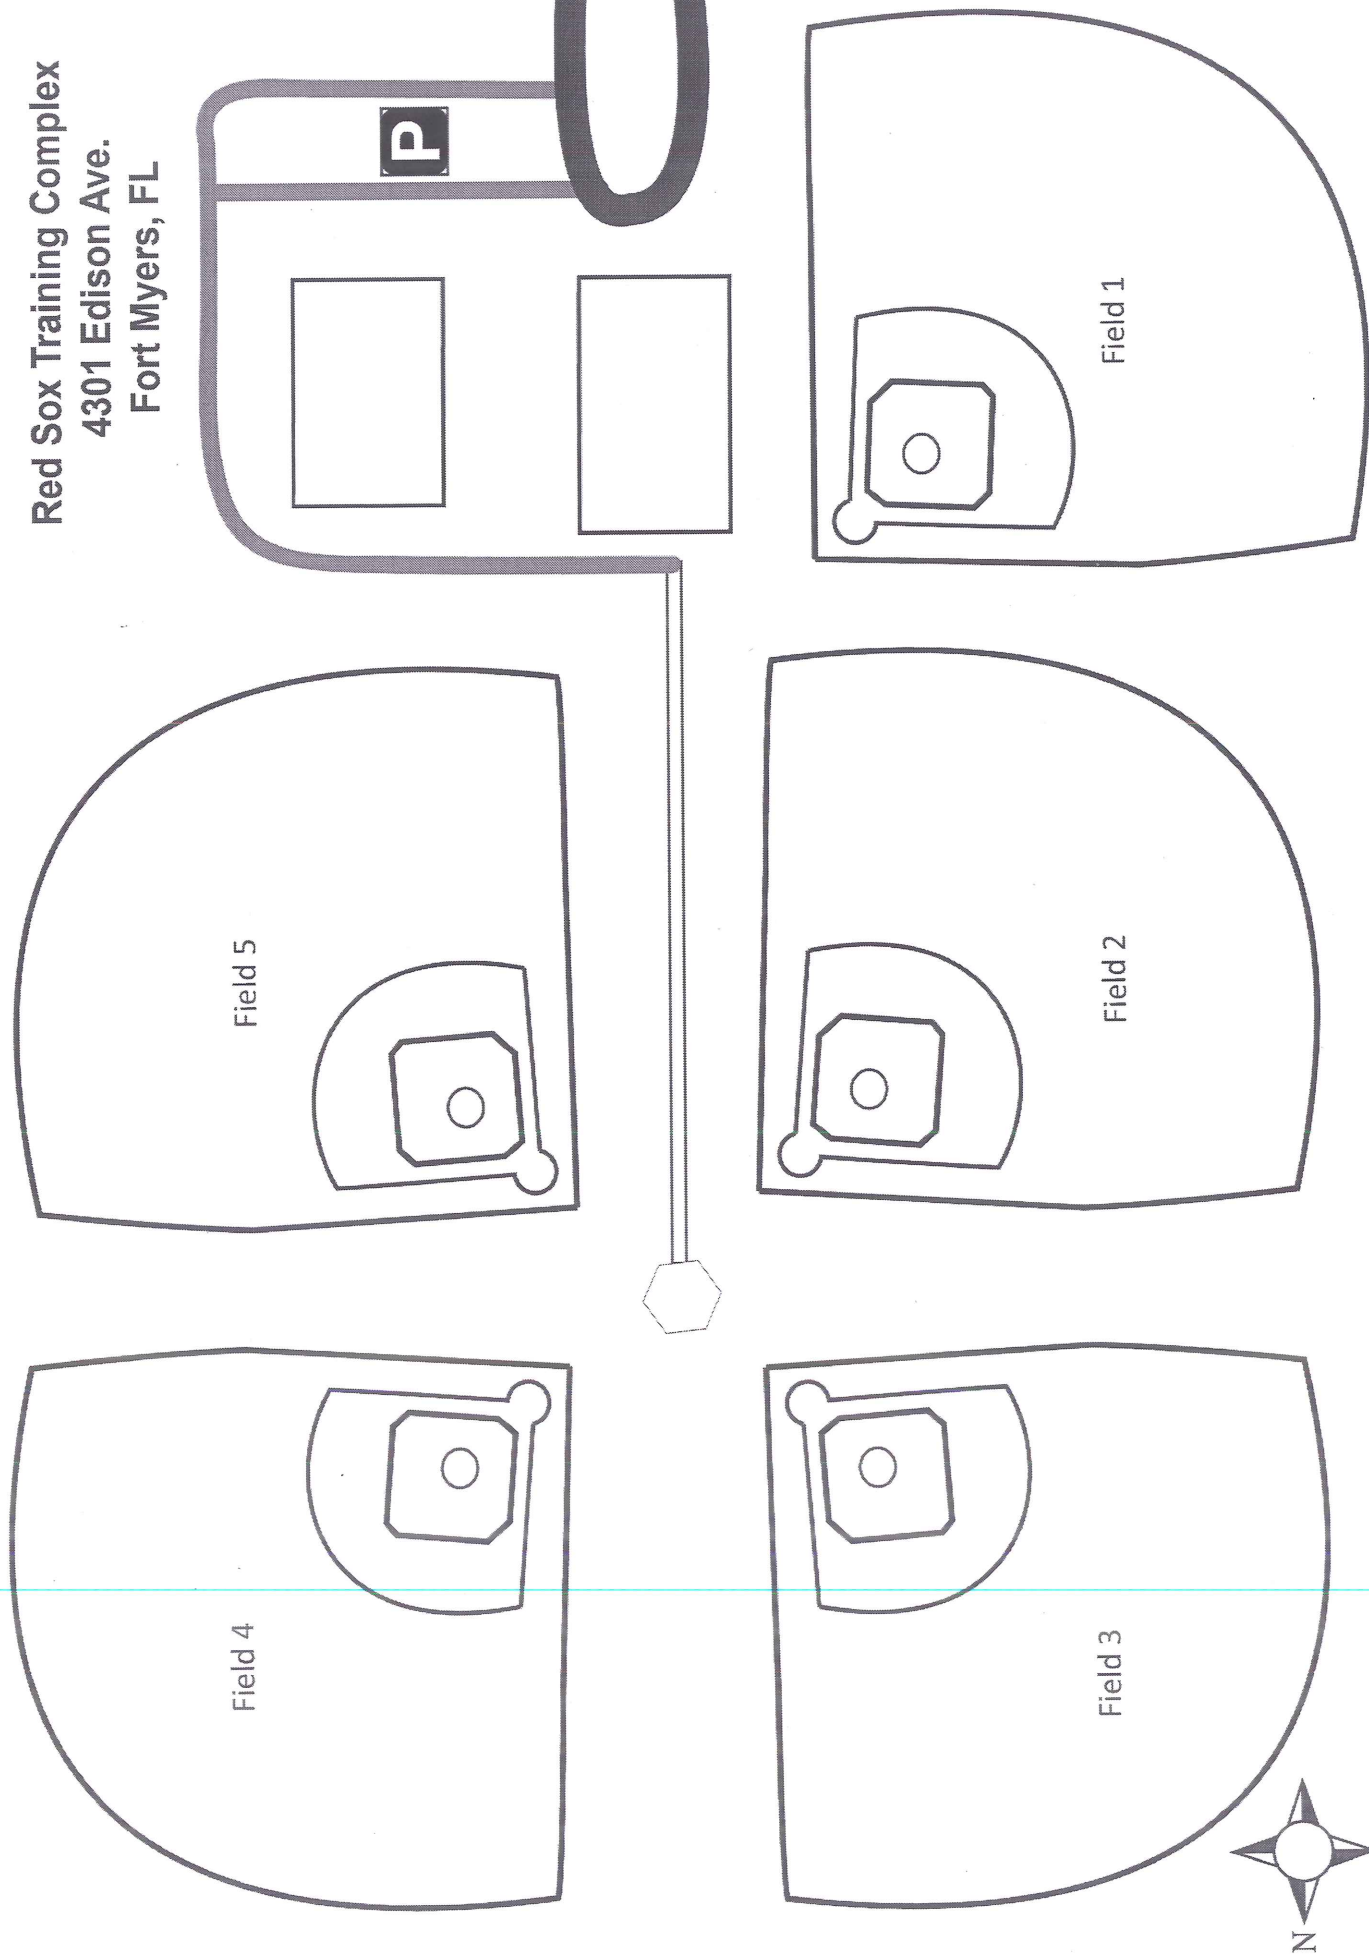 Red Sox Training Complex
4301 Edison Ave.
Fort Myers, FL
P
Field 1
Field 5
Field 2
Field 4
Field 3
N